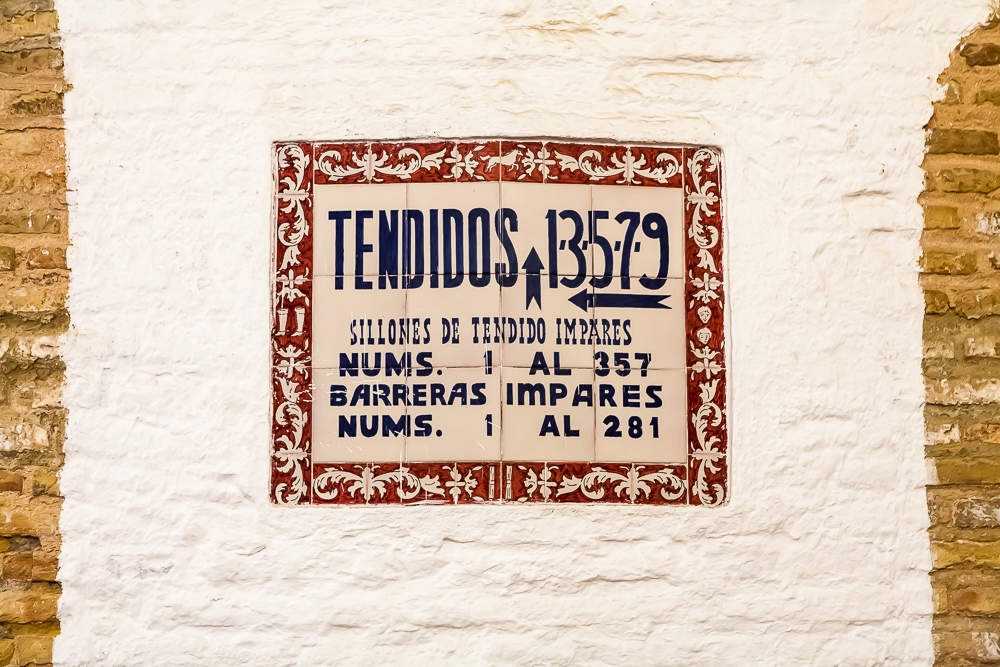 TENDIDOS 1-3-5-7-9
SILLONES DE TENDIDO IMPARES
NUMS. 1 AL 357
BARRERAS IMPARES
NUMS. 1 AL 281